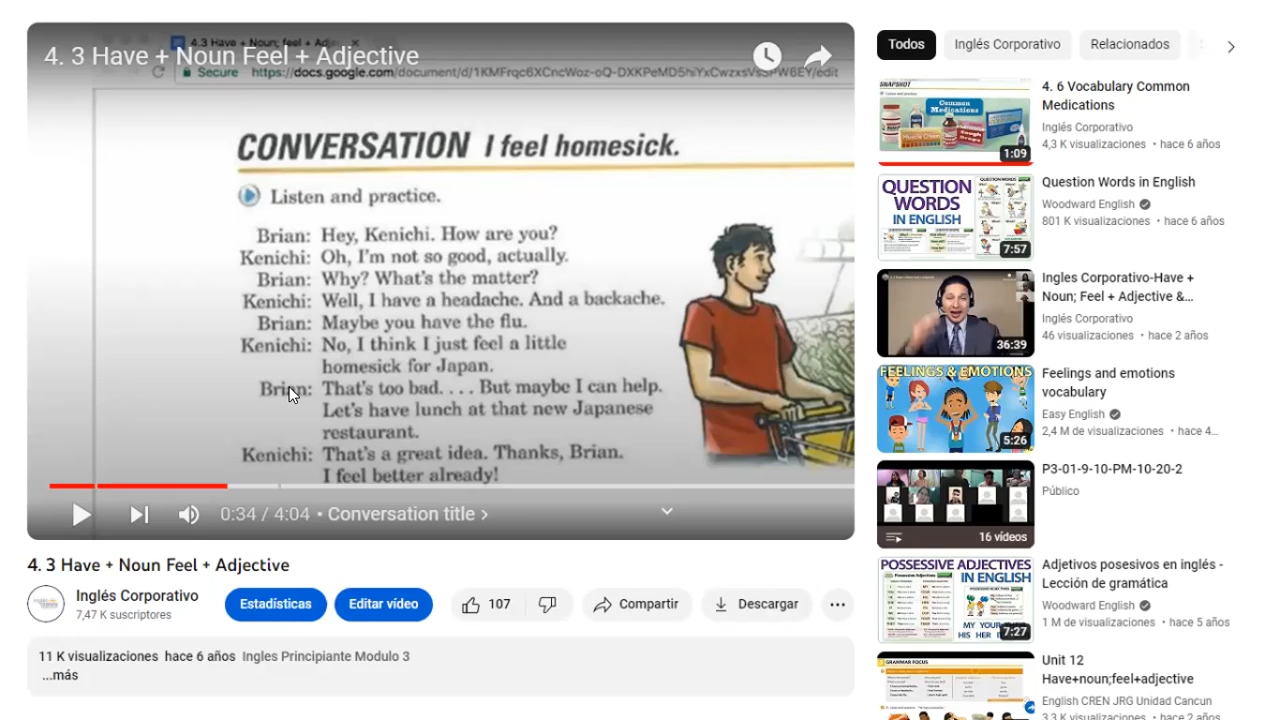 4. 3 Have + Noun Feel + Adjective
4.3 Have + Noun; feel + Adje
Secure https://docs.google.com/document/d/
CONVERSATION I feel homesick.
Listen and practice.
Brian: Hey, Kenichi. How are you?
Kenichi: Oh, I'm not so good, actually.
Brian: Why? What's the matter?
Kenichi: Well, I have a headache. And a backache.
Brian: Maybe you have the flu.
Kenichi: No, I think I just feel a little
homesick for Japan.
Brian: That's too bad. . . . But maybe I can help.
Let's have lunch at that new Japanese
restaurant.
Kenichi: That's a great idea. Thanks, Brian.
I feel better already!
0:34 / 4:04 • Conversation title ›
4. 3 Have + Noun Feel + Adjective
Inglés Corporativo
7,47 K suscriptores
Estadísticas
Editar vídeo
107
Compartir
Descargar
11 K visualizaciones hace 6 años Ingles Principiante Modulo 3
...más
Todos
Inglés Corporativo
Relacionados
SNAPSHOT
Common
Medications
1:09
4. 6 Vocabulary Common
Medications
Inglés Corporativo
4,3 K visualizaciones • hace 6 años
QUESTION
WORDS
IN ENGLISH
QUESTION WORDS
7:57
Question Words in English
Woodward English
801 K visualizaciones • hace 6 años
36:39
Ingles Corporativo-Have +
Noun; Feel + Adjective &...
Inglés Corporativo
46 visualizaciones • hace 2 años
FEELINGS & EMOTIONS
5:26
Feelings and emotions
vocabulary
Easy English
2,4 M de visualizaciones • hace 4...
16 vídeos
P3-01-9-10-PM-10-20-2
Público
POSSESSIVE ADJECTIVES
IN ENGLISH
MY YOUR
HIS HER
7:27
Adjetivos posesivos en inglés -
Lección de gramática
Woodward English
1 M de visualizaciones • hace 5 años
GRAMMAR FOCUS
Unit 12
Have+noun;feel+adjective
English CREN JRG Unidad Cancun
3,3 K visualizaciones • hace 2 años